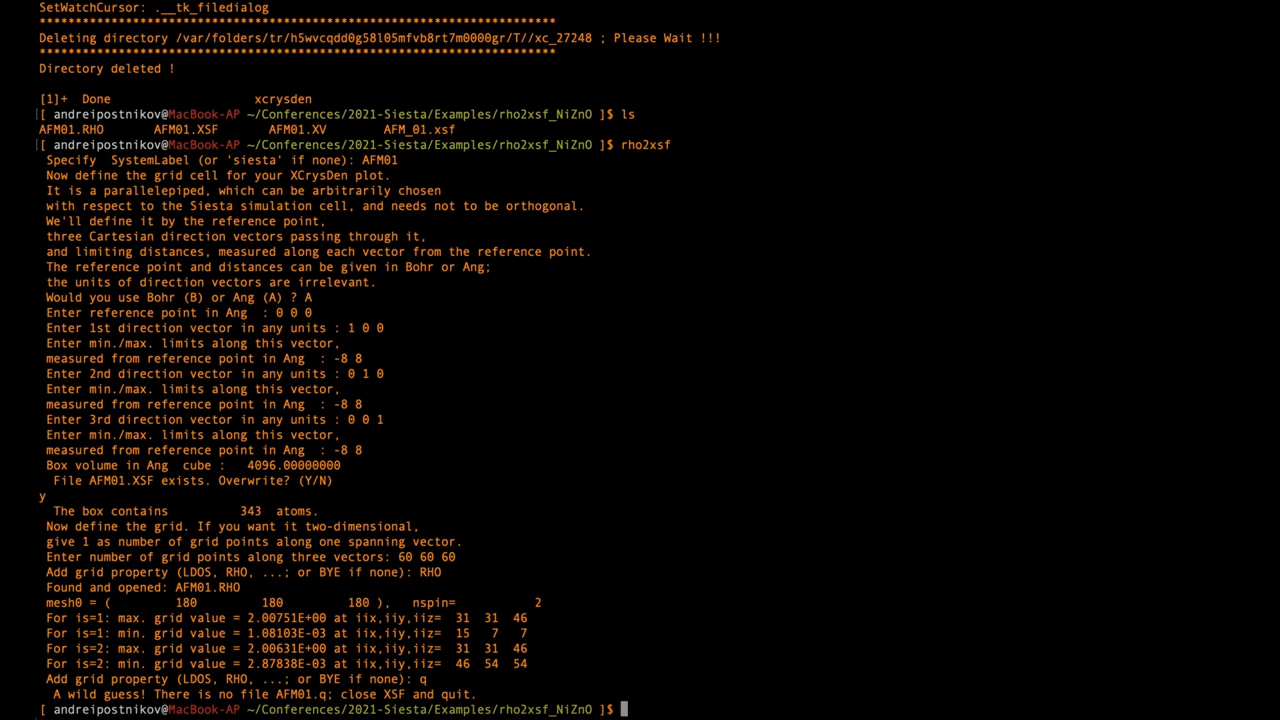 SetWatchCursor: .__tk_filedialog
*********************************************************************
Deleting directory /var/folders/tr/h5wvcqdd0g58l05mfvb8rt7m0000gr/T//xc_27248 ; Please Wait !!!
*********************************************************************
Directory deleted !
[1]+  Done                    xcrysden
[[ andreipostnikov@MacBook-AP ~/Conferences/2021-Siesta/Examples/rho2xsf_NiZnO ]$ ls
AFM01.RHO       AFM01.XSF       AFM01.XV        AFM_01.xsf
[[ andreipostnikov@MacBook-AP ~/Conferences/2021-Siesta/Examples/rho2xsf_NiZnO ]$ rho2xsf
Specify  SystemLabel (or 'siesta' if none): AFM01
Now define the grid cell for your XCrysDen plot.
It is a parallelepiped, which can be arbitrarily chosen
with respect to the Siesta simulation cell, and needs not to be orthogonal.
We'll define it by the reference point,
three Cartesian direction vectors passing through it,
and limiting distances, measured along each vector from the reference point.
The reference point and distances can be given in Bohr or Ang;
the units of direction vectors are irrelevant.
Would you use Bohr (B) or Ang (A) ? A
Enter reference point in Ang  : 0 0 0
Enter 1st direction vector in any units : 1 0 0
Enter min./max. limits along this vector,
measured from reference point in Ang  : -8 8
Enter 2nd direction vector in any units : 0 1 0
Enter min./max. limits along this vector,
measured from reference point in Ang  : -8 8
Enter 3rd direction vector in any units : 0 0 1
Enter min./max. limits along this vector,
measured from reference point in Ang  : -8 8
Box volume in Ang  cube :   4096.00000000
File AFM01.XSF exists. Overwrite? (Y/N)
y
The box contains          343  atoms.
Now define the grid. If you want it two-dimensional,
give 1 as number of grid points along one spanning vector.
Enter number of grid points along three vectors: 60 60 60
Add grid property (LDOS, RHO, ...; or BYE if none): RHO
Found and opened: AFM01.RHO
mesh0 = (         180         180         180 ),   nspin=           2
For is=1: max. grid value = 2.00751E+00 at iix,iiy,iiz=  31  31  46
For is=1: min. grid value = 1.08103E-03 at iix,iiy,iiz=  15   7   7
For is=2: max. grid value = 2.00631E+00 at iix,iiy,iiz=  31  31  46
For is=2: min. grid value = 2.87838E-03 at iix,iiy,iiz=  46  54  54
Add grid property (LDOS, RHO, ...; or BYE if none): q
A wild guess! There is no file AFM01.q; close XSF and quit.
[ andreipostnikov@MacBook-AP ~/Conferences/2021-Siesta/Examples/rho2xsf_NiZnO ]$